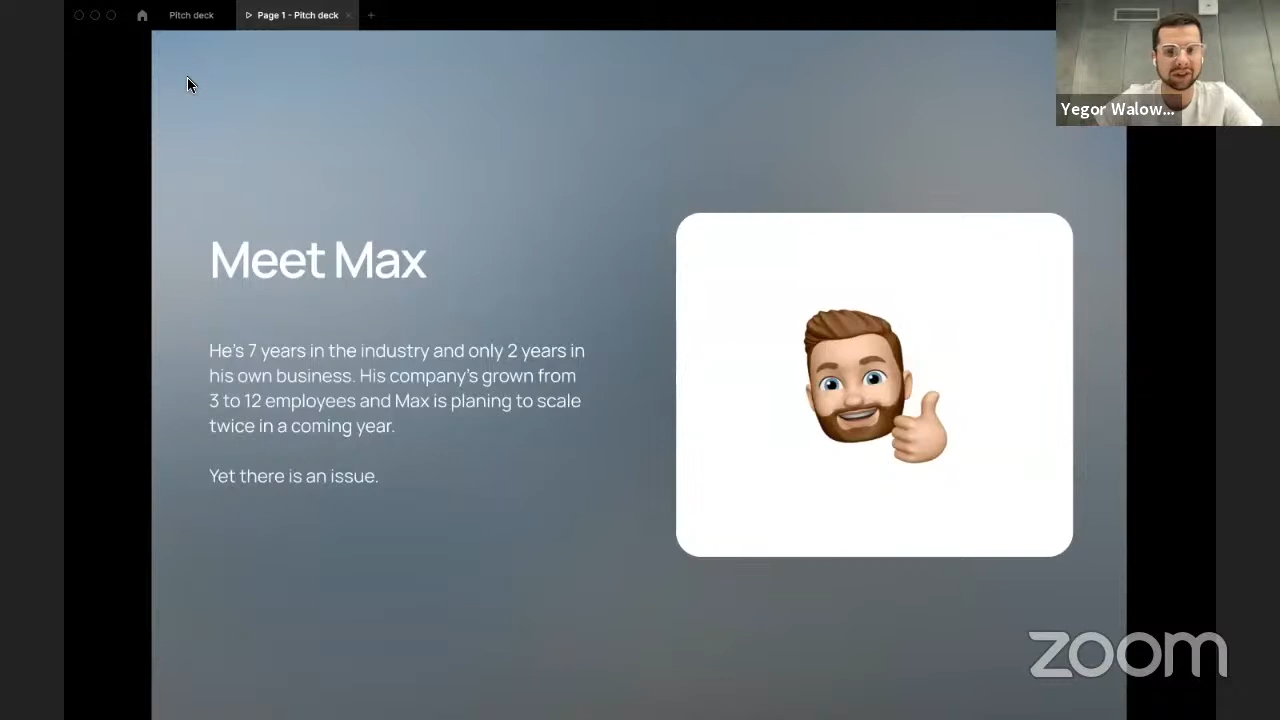 Pitch deck
Page 1 - Pitch deck
Yegor Walow...
Meet Max
He's 7 years in the industry and only 2 years in
his own business. His company's grown from
3 to 12 employees and Max is planing to scale
twice in a coming year.
Yet there is an issue.
zoom